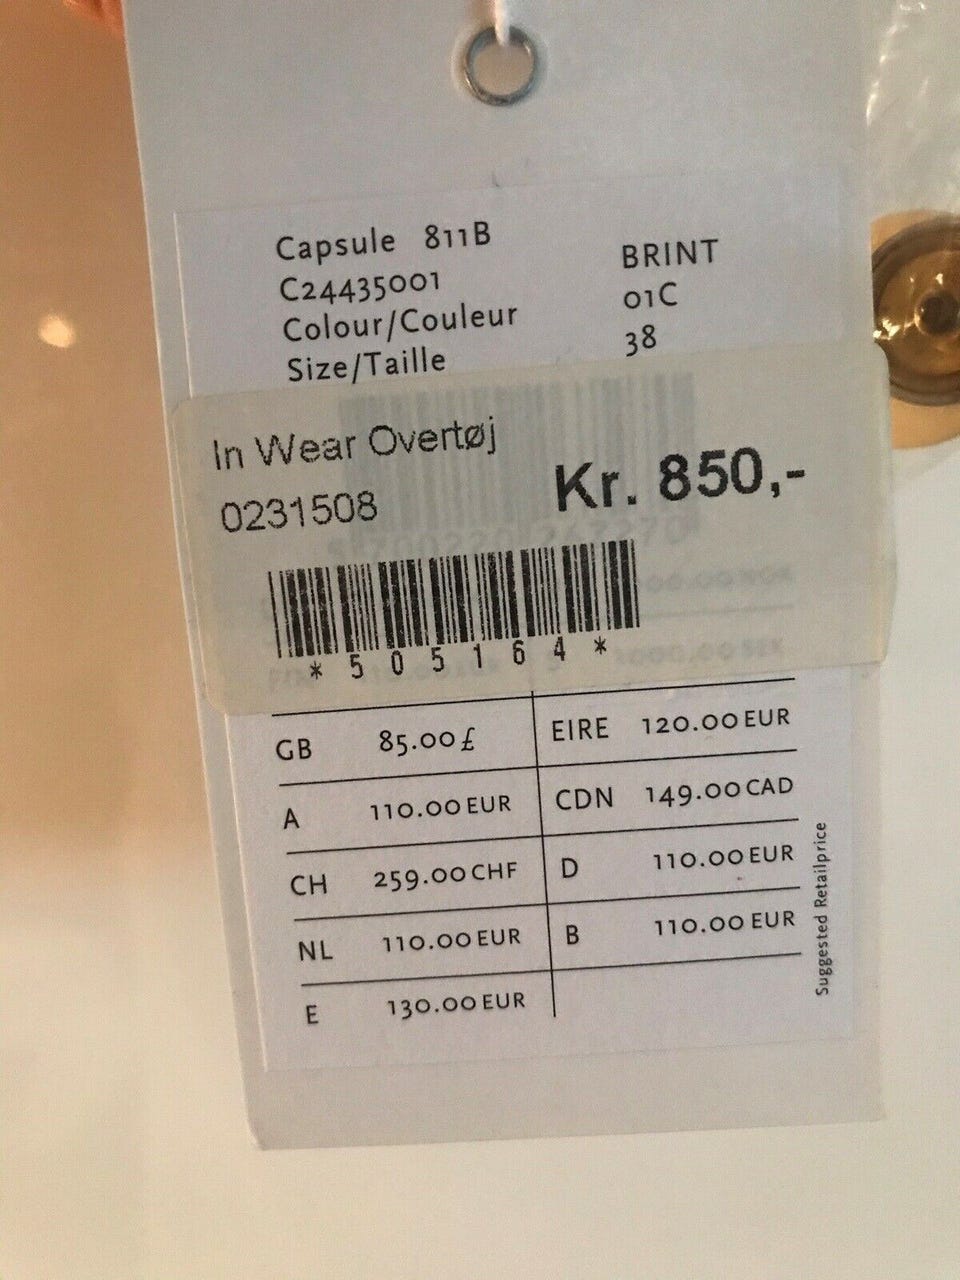 Capsule 811B
C24435001 BRINT
Colour/Couleur 01C
Size/Taille 38
In Wear Overtøj
0231508 Kr. 850,-
*505164*
GB 85.00£ EIRE 120.00EUR
A 110.00EUR CDN 149.00CAD
CH 259.00CHF D 110.00EUR
NL 110.00EUR B 110.00EUR
E 130.00EUR
Suggested Retailprice